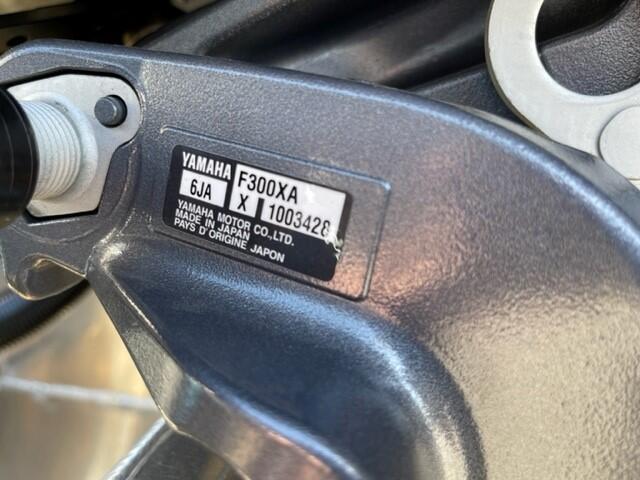 YAMAHA F300XA
6JA X 1003428
YAMAHA MOTOR CO.,LTD.
MADE IN JAPAN
PAYS D'ORIGINE JAPON